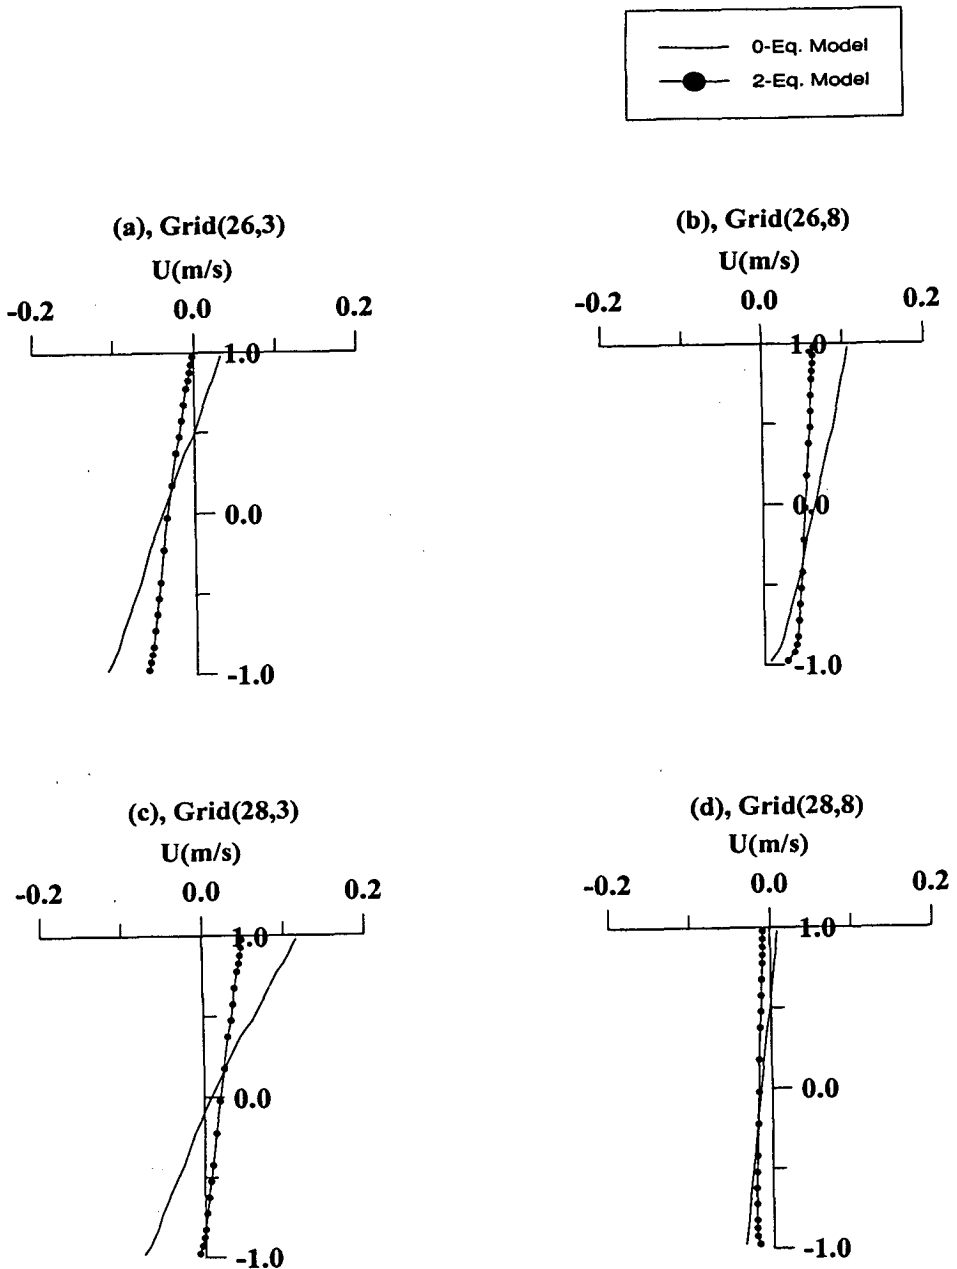 0-Eq. Model
2-Eq. Model
(a), Grid(26,3)
U(m/s)
-0.2 0.0 0.2
1.0
0.0
-1.0
(b), Grid(26,8)
U(m/s)
-0.2 0.0 0.2
1.0
0.0
-1.0
(c), Grid(28,3)
U(m/s)
-0.2 0.0 0.2
1.0
0.0
-1.0
(d), Grid(28,8)
U(m/s)
-0.2 0.0 0.2
1.0
0.0
-1.0